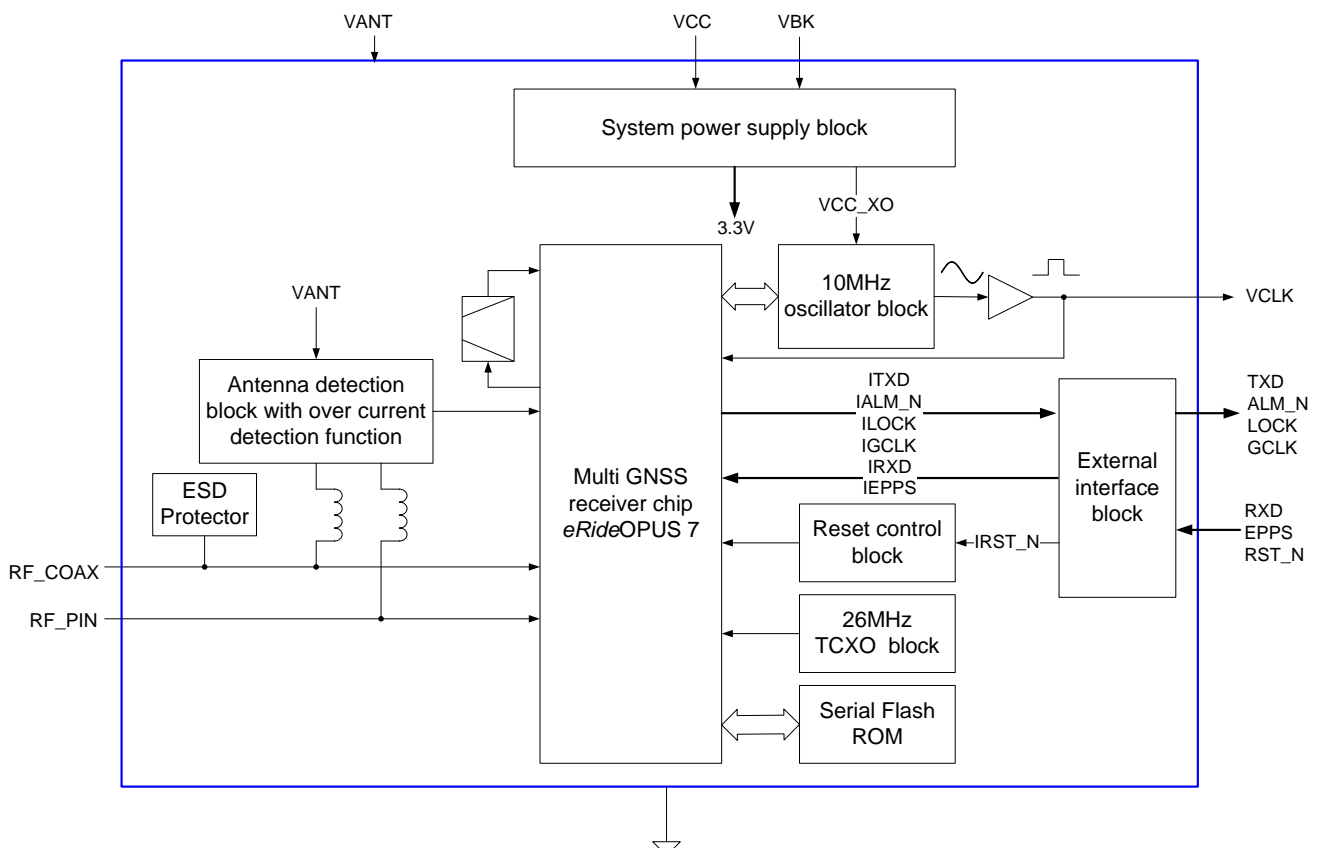 VANT
VCC
VBK
System power supply block
VCC_XO
3.3V
10MHz
oscillator block
VCLK
VANT
Antenna detection
block with over current
detection function
ESD
Protector
RF_COAX
RF_PIN
Multi GNSS
receiver chip
eRideOPUS 7
ITXD
IALM_N
ILOCK
IGCLK
IRXD
IEPPS
External
interface
block
TXD
ALM_N
LOCK
GCLK
RXD
EPPS
RST_N
Reset control
block
IRST_N
26MHz
TCXO block
Serial Flash
ROM